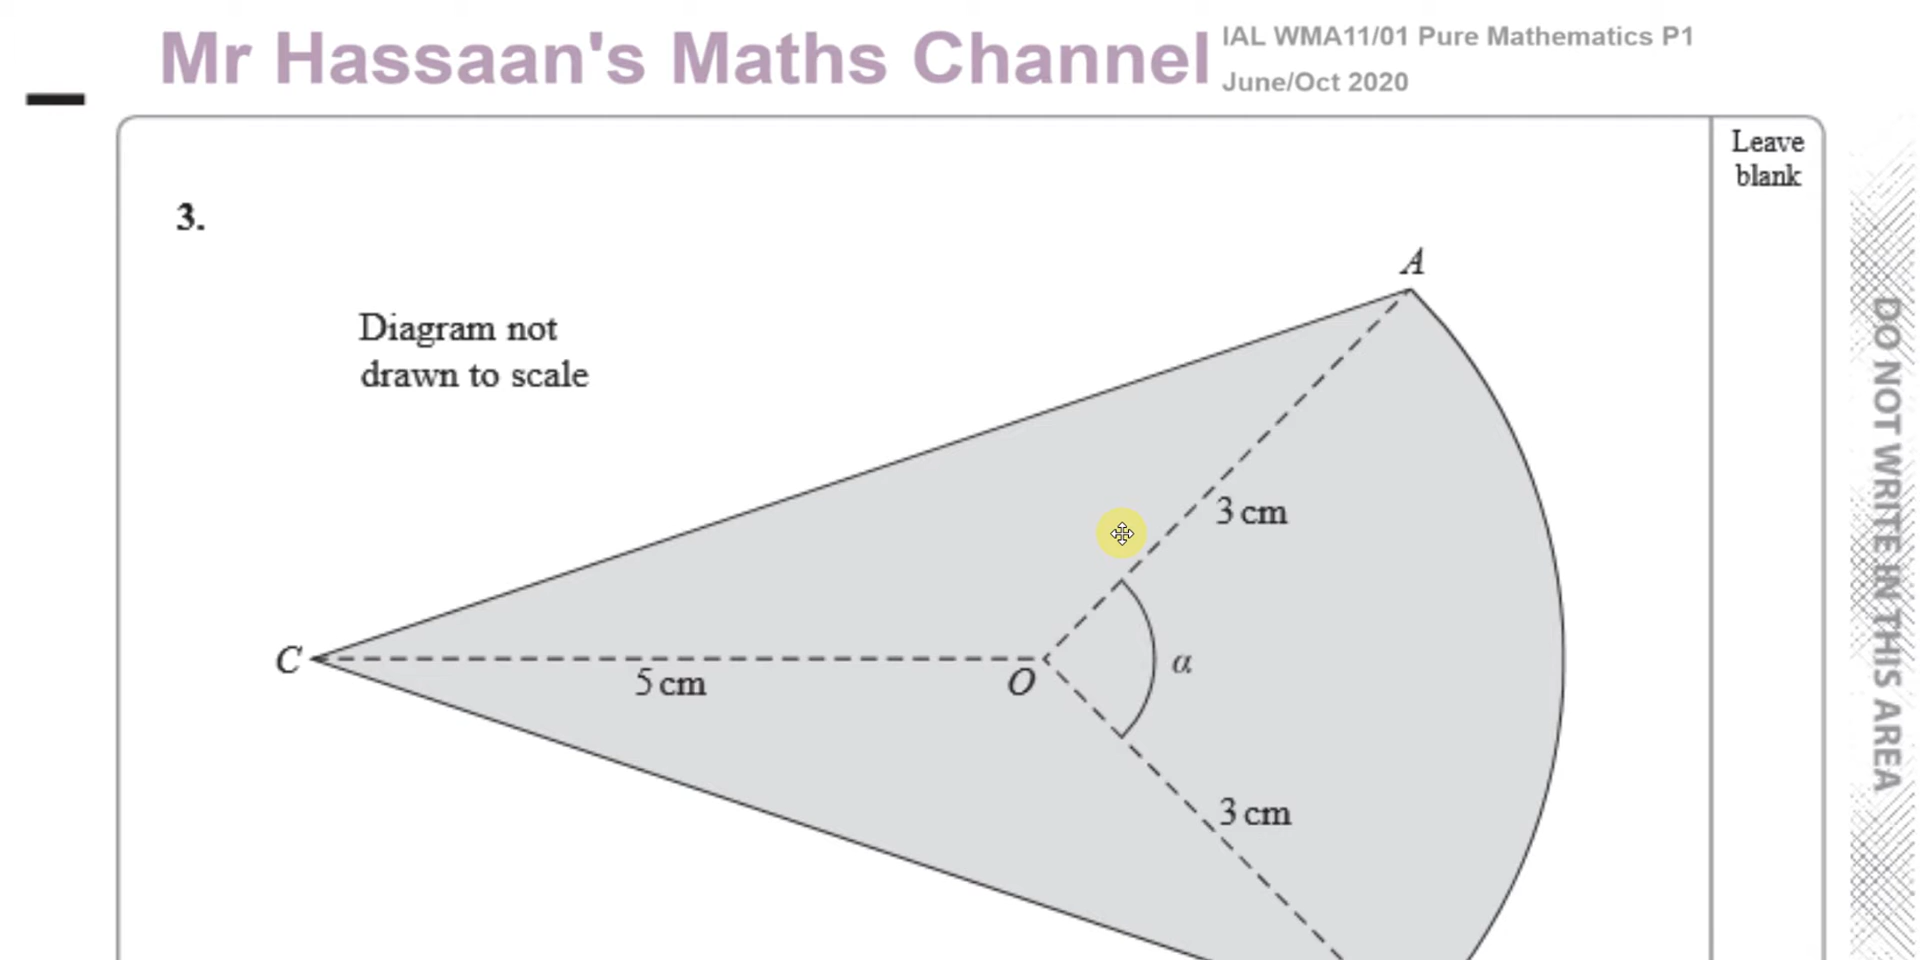 Mr Hassaan's Maths Channel
IAL WMA11/01 Pure Mathematics P1
June/Oct 2020
Leave
blank
3.
A
Diagram not
drawn to scale
3 cm
C
5 cm
O
α
3 cm
DO NOT WRITE IN THIS AREA